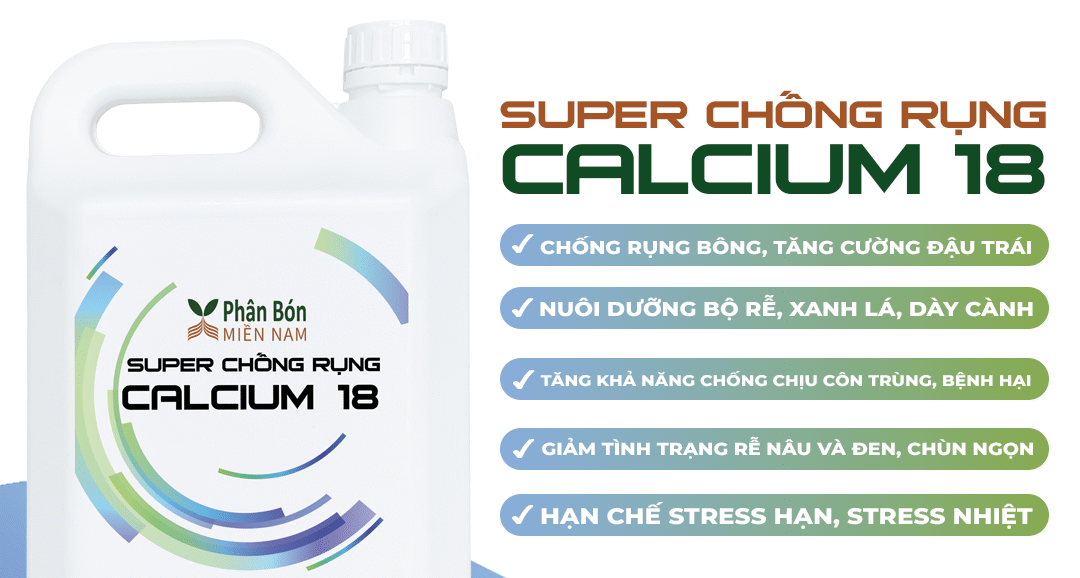 Phân Bón
MIỀN NAM
SUPER CHỐNG RỤNG
CALCIUM 18
SUPER CHỐNG RỤNG
CALCIUM 18
CHỐNG RỤNG BÔNG, TĂNG CƯỜNG ĐẬU TRÁI
NUÔI DƯỠNG BỘ RỄ, XANH LÁ, DÀY CÀNH
TĂNG KHẢ NĂNG CHỐNG CHỊU CÔN TRÙNG, BỆNH HẠI
GIẢM TÌNH TRẠNG RỄ NÂU VÀ ĐEN, CHÙN NGỌN
HẠN CHẾ STRESS HẠN, STRESS NHIỆT